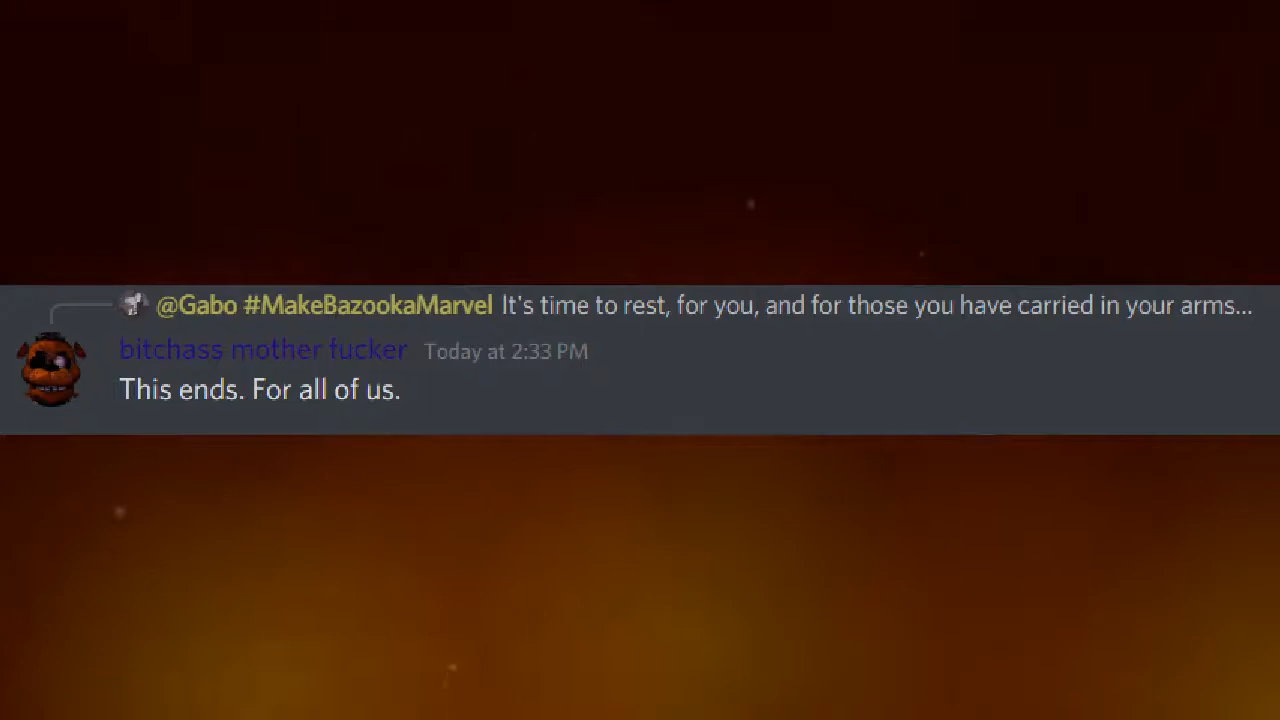 @Gabo #MakeBazookaMarvel It's time to rest, for you, and for those you have carried in your arms...
bitchass mother fucker Today at 2:33 PM
This ends. For all of us.